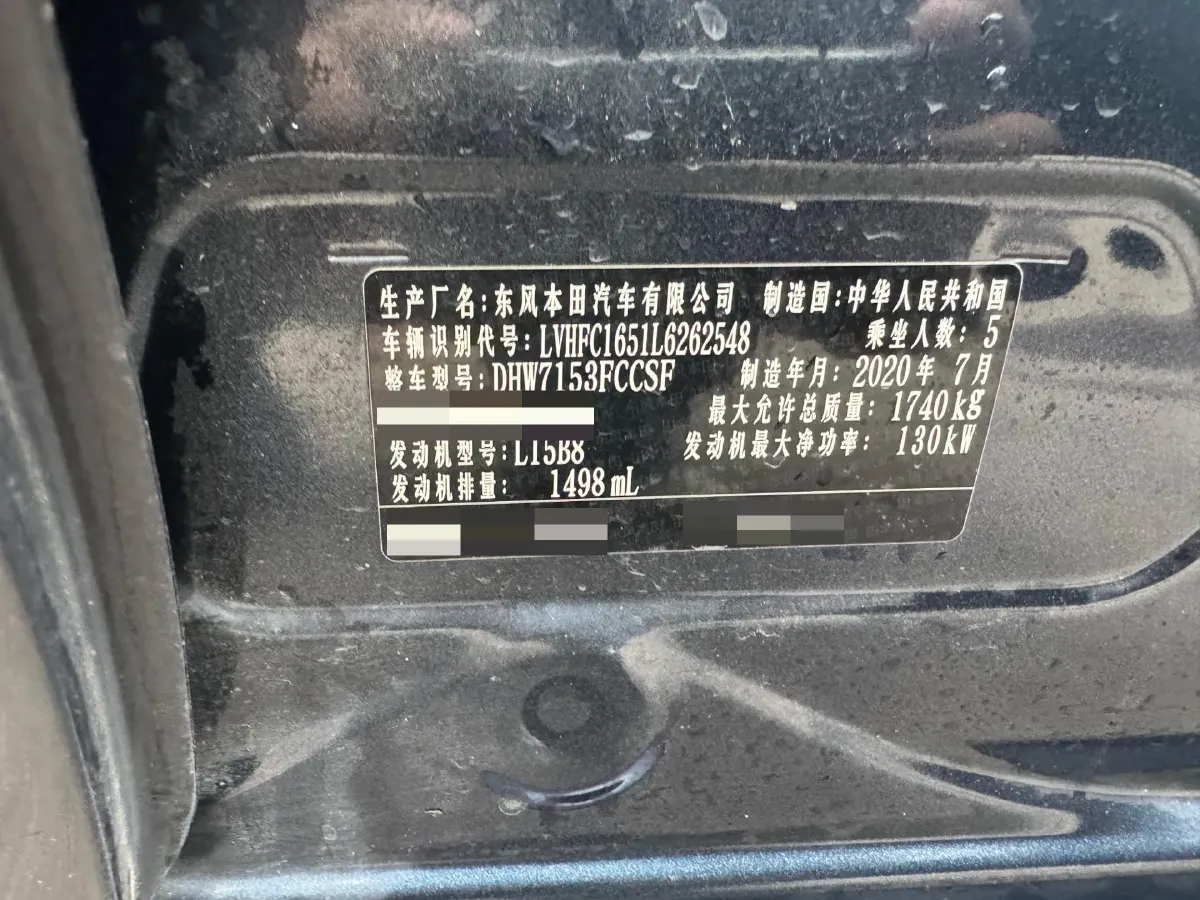 生产厂名:东风本田汽车有限公司 制造国:中华人民共和国
车辆识别代号:LVHFC1651L6262548 乘坐人数:5
整车型号:DHW7153FCCSF 制造年月:2020年 7月
最大允许总质量:1740kg
发动机型号:L15B8 发动机最大净功率:130kW
发动机排量: 1498mL